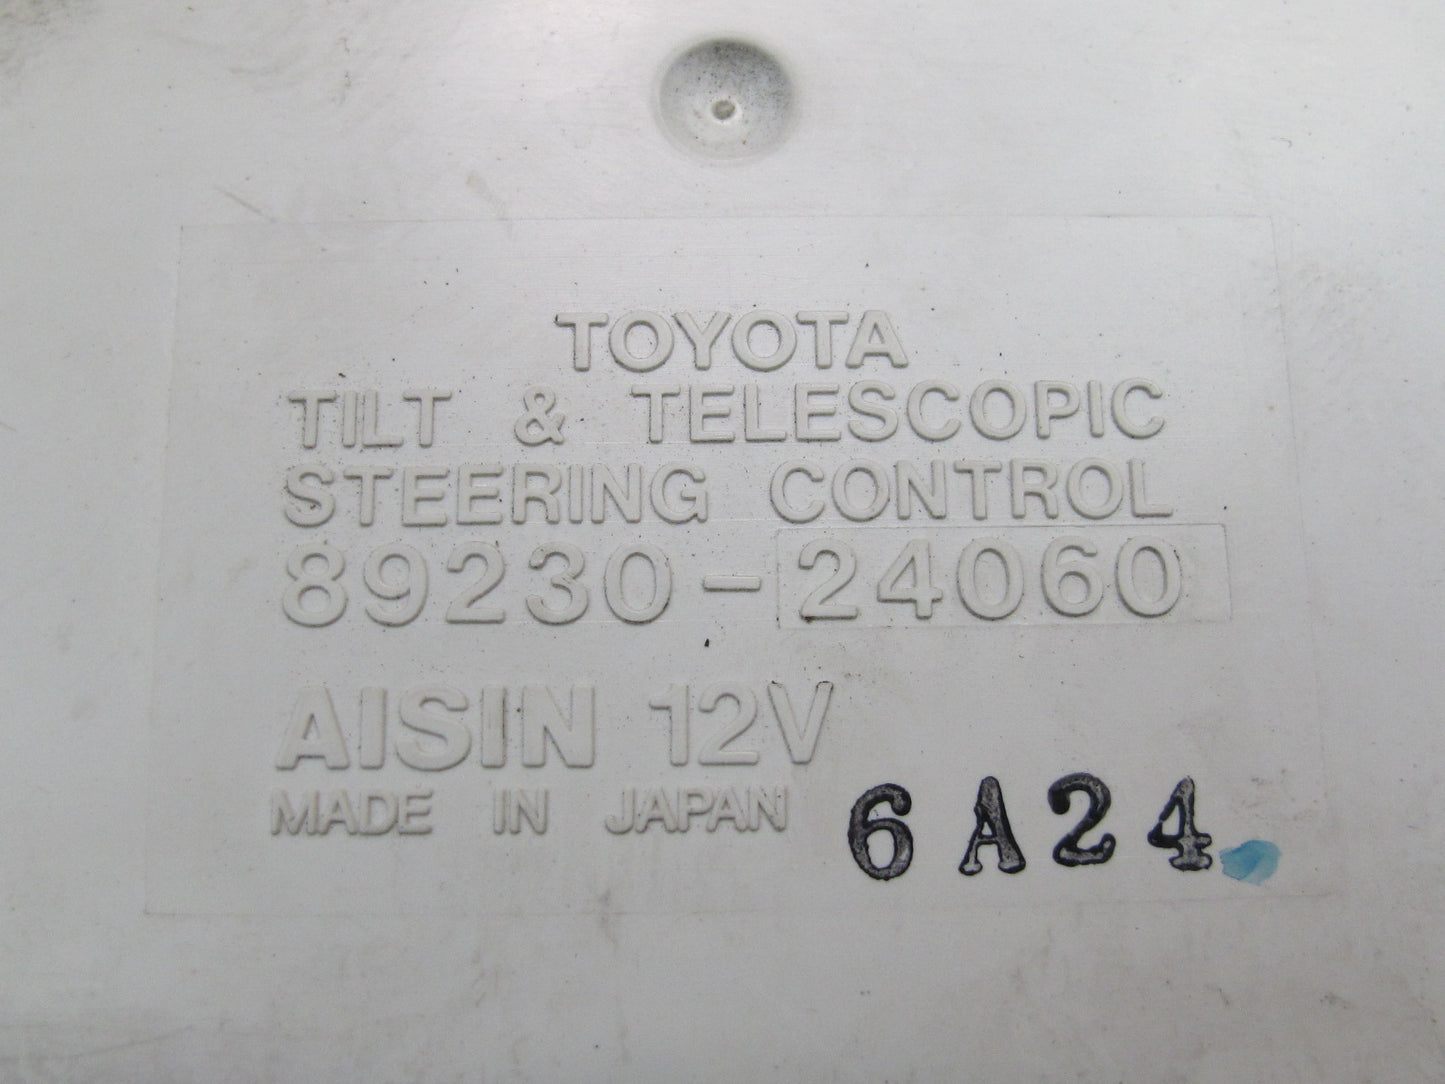 TOYOTA
TILT & TELESCOPIC
STEERING CONTROL
89230-24060
AISIN 12V
MADE IN JAPAN
6A24